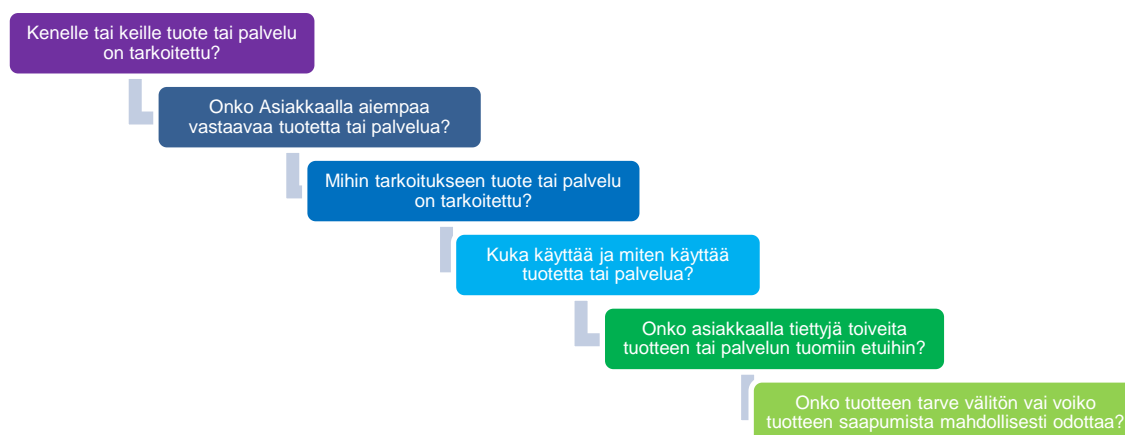 Kenelle tai keille tuote tai palvelu
on tarkoitettu?
Onko Asiakkaalla aiempaa
vastaavaa tuotetta tai palvelua?
Mihin tarkoitukseen tuote tai palvelu
on tarkoitettu?
Kuka käyttää ja miten käyttää
tuotetta tai palvelua?
Onko asiakkaalla tiettyjä toiveita
tuotteen tai palvelun tuomiin etuihin?
Onko tuotteen tarve välitön vai voiko
tuotteen saapumista mahdollisesti odottaa?